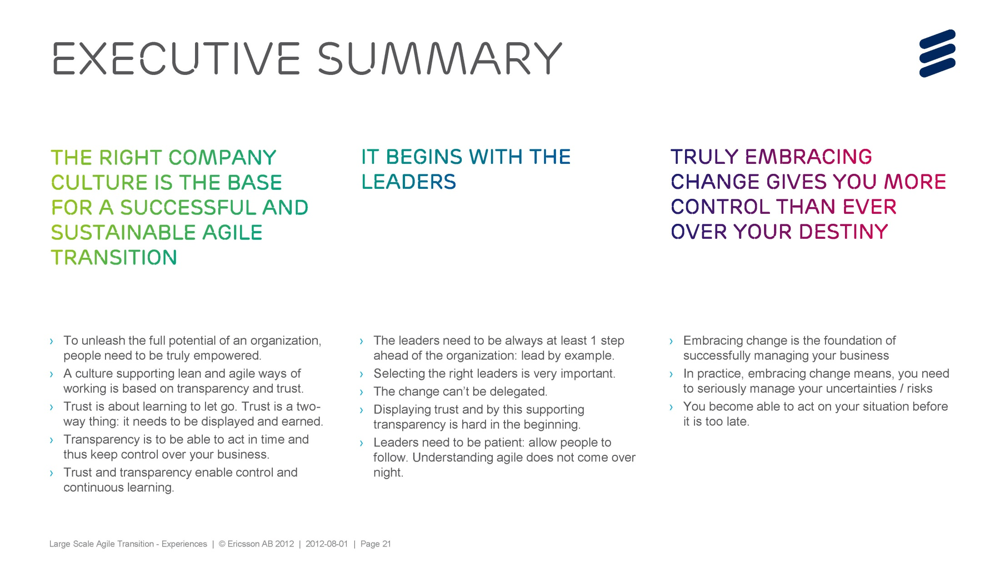 EXECUTIVE SUMMARY
THE RIGHT COMPANY
CULTURE IS THE BASE
FOR A SUCCESSFUL AND
SUSTAINABLE AGILE
TRANSITION
› To unleash the full potential of an organization,
people need to be truly empowered.
› A culture supporting lean and agile ways of
working is based on transparency and trust.
› Trust is about learning to let go. Trust is a two-
way thing: it needs to be displayed and earned.
› Transparency is to be able to act in time and
thus keep control over your business.
› Trust and transparency enable control and
continuous learning.
IT BEGINS WITH THE
LEADERS
› The leaders need to be always at least 1 step
ahead of the organization: lead by example.
› Selecting the right leaders is very important.
› The change can’t be delegated.
› Displaying trust and by this supporting
transparency is hard in the beginning.
› Leaders need to be patient: allow people to
follow. Understanding agile does not come over
night.
TRULY EMBRACING
CHANGE GIVES YOU MORE
CONTROL THAN EVER
OVER YOUR DESTINY
› Embracing change is the foundation of
successfully managing your business
› In practice, embracing change means, you need
to seriously manage your uncertainties / risks
› You become able to act on your situation before
it is too late.
Large Scale Agile Transition - Experiences | © Ericsson AB 2012 | 2012-08-01 | Page 21